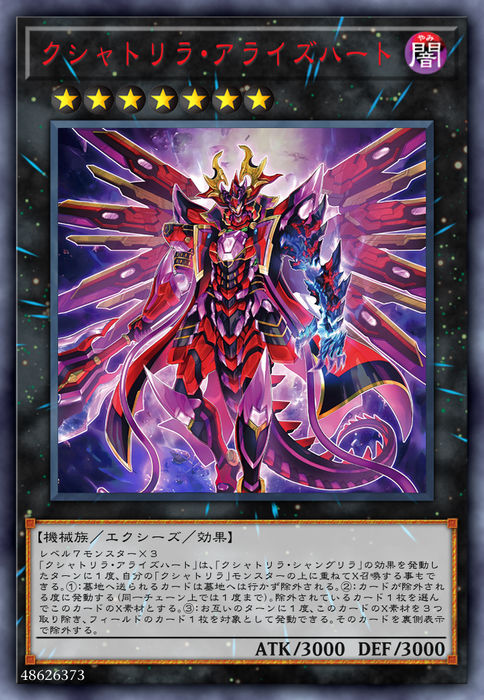 クシャトリラ・アライズハート
やみ
闇
【機械族/エクシーズ/効果】
レベル7モンスター×3
「クシャトリラ・アライズハート」は、「クシャトリラ・シャングリラ」の効果を発動し
たターンに1度、自分の「クシャトリラ」モンスターの上に重ねてX召喚する事もで
きる。①:墓地へ送られるカードは墓地へは行かず除外される。②:カードが除外され
る度に発動する(同一チェーン上では1度まで)。除外されているカード1枚を選ん
でこのカードのX素材とする。③:お互いのターンに1度、このカードのX素材を3つ
取り除き、フィールドのカード1枚を対象として発動できる。そのカードを裏側表示
で除外する。
ATK/3000 DEF/3000
48626373